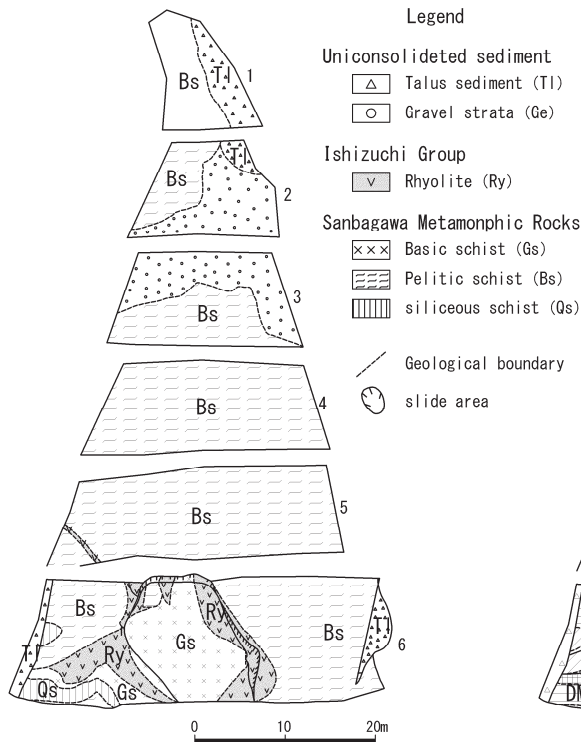 Legend
Uniconsolideted sediment
Talus sediment (Tl)
Gravel strata (Ge)
Ishizuchi Group
Rhyolite (Ry)
Sanbagawa Metamonphic Rocks
Basic schist (Gs)
Pelitic schist (Bs)
siliceous schist (Qs)
Geological boundary
slide area
Bs Tl 1
Bs Tl 2
Bs 3
Bs 4
Bs 5
Bs Ry Gs Bs Tl 6
Tl Ry
Qs Gs
DM
0 10 20m